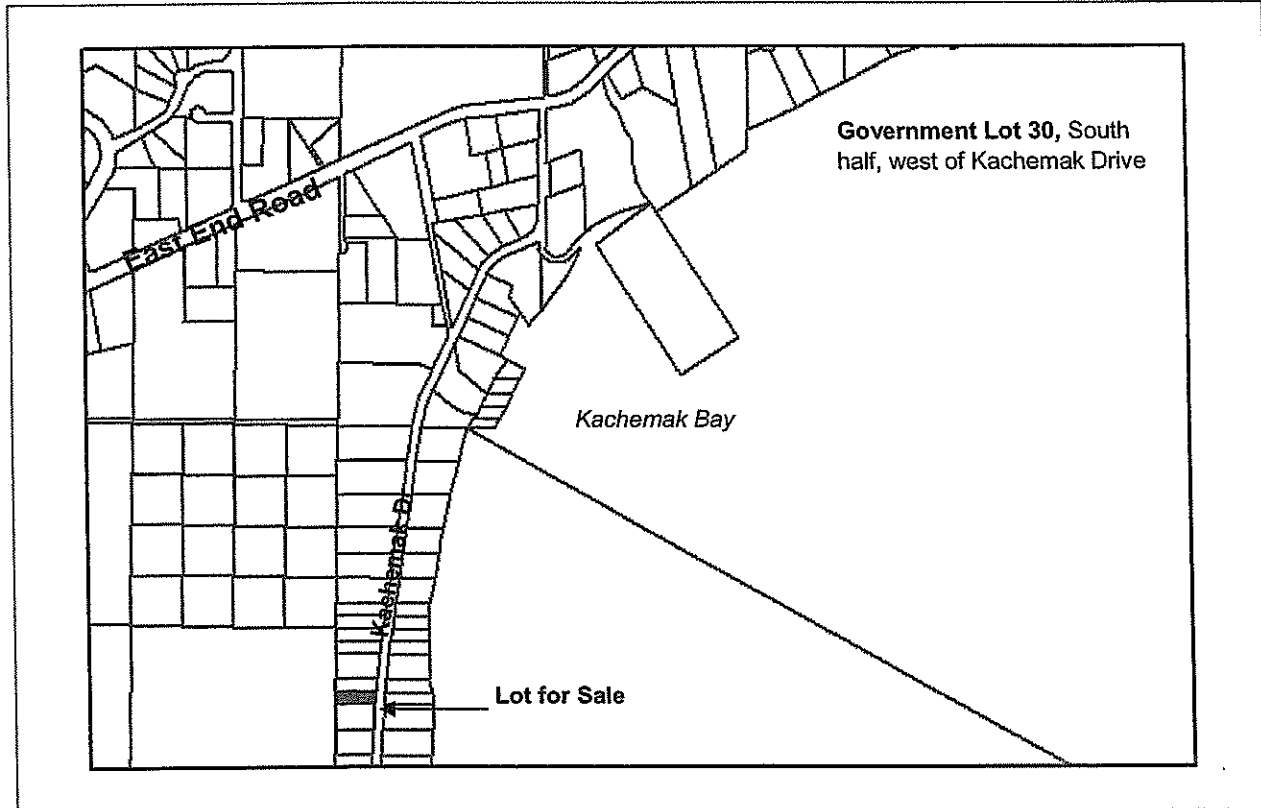 Government Lot 30, South
half, west of Kachemak Drive
East End Road
Kachemak Bay
Kachemak D
Lot for Sale